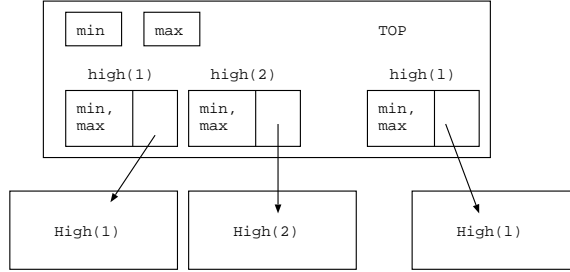 min max TOP
high(1) high(2) high(l)
min, min, min,
max max max
High(1) High(2) High(l)